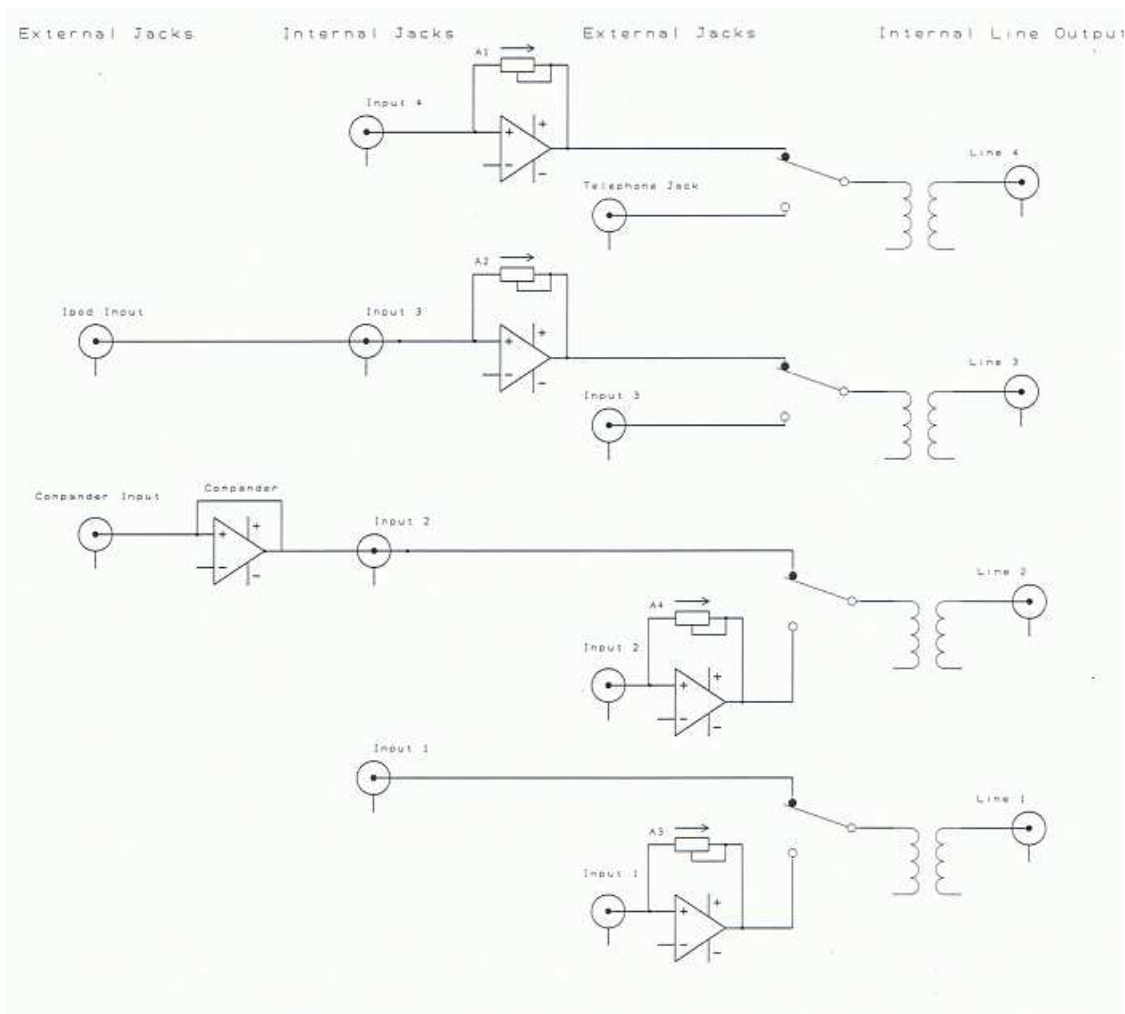 External Jacks Internal Jacks External Jacks Internal Line Output
A1
Input 4
Line 4
Telephone Jack
A2
Ipod Input Input 3
Line 3
Input 3
Compander Input Compander
Input 2
Line 2
A4
Input 2
Input 1
Line 1
A3
Input 1